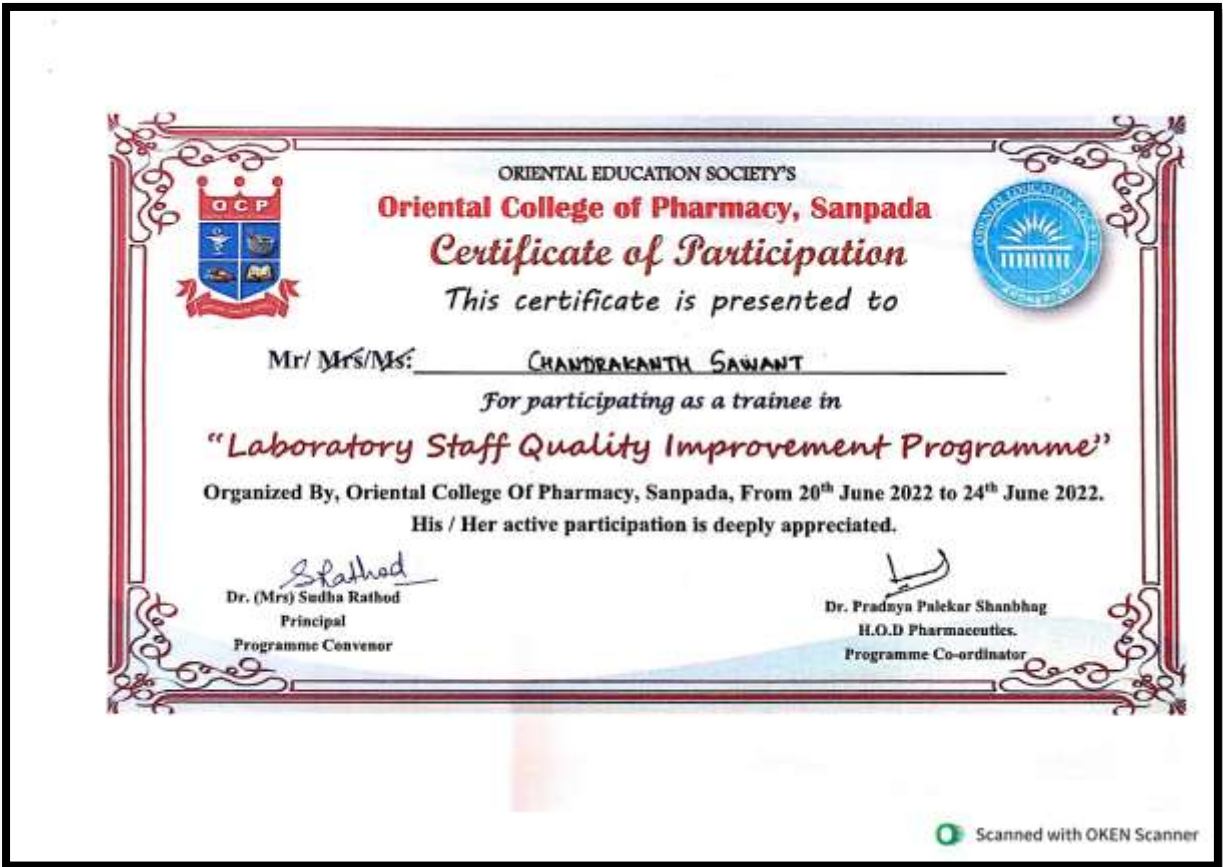 ORIENTAL EDUCATION SOCIETY'S
OCP
Oriental College of Pharmacy, Sanpada
Certificate of Participation
This certificate is presented to
Mr/ Mrs/Ms: CHANDRAKANTH SAWANT
For participating as a trainee in
"Laboratory Staff Quality Improvement Programme"
Organized By, Oriental College Of Pharmacy, Sanpada, From 20th June 2022 to 24th June 2022.
His / Her active participation is deeply appreciated.
SRathod
Dr. (Mrs) Sudha Rathod
Principal
Programme Convenor
Dr. Pradnya Palekar Shanbhag
H.O.D Pharmaceutics.
Programme Co-ordinator
Scanned with OKEN Scanner